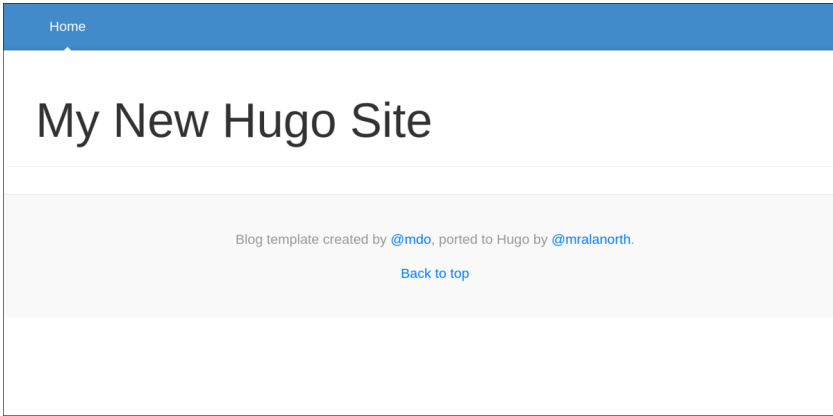 Home
My New Hugo Site
Blog template created by @mdo, ported to Hugo by @mralanorth.
Back to top